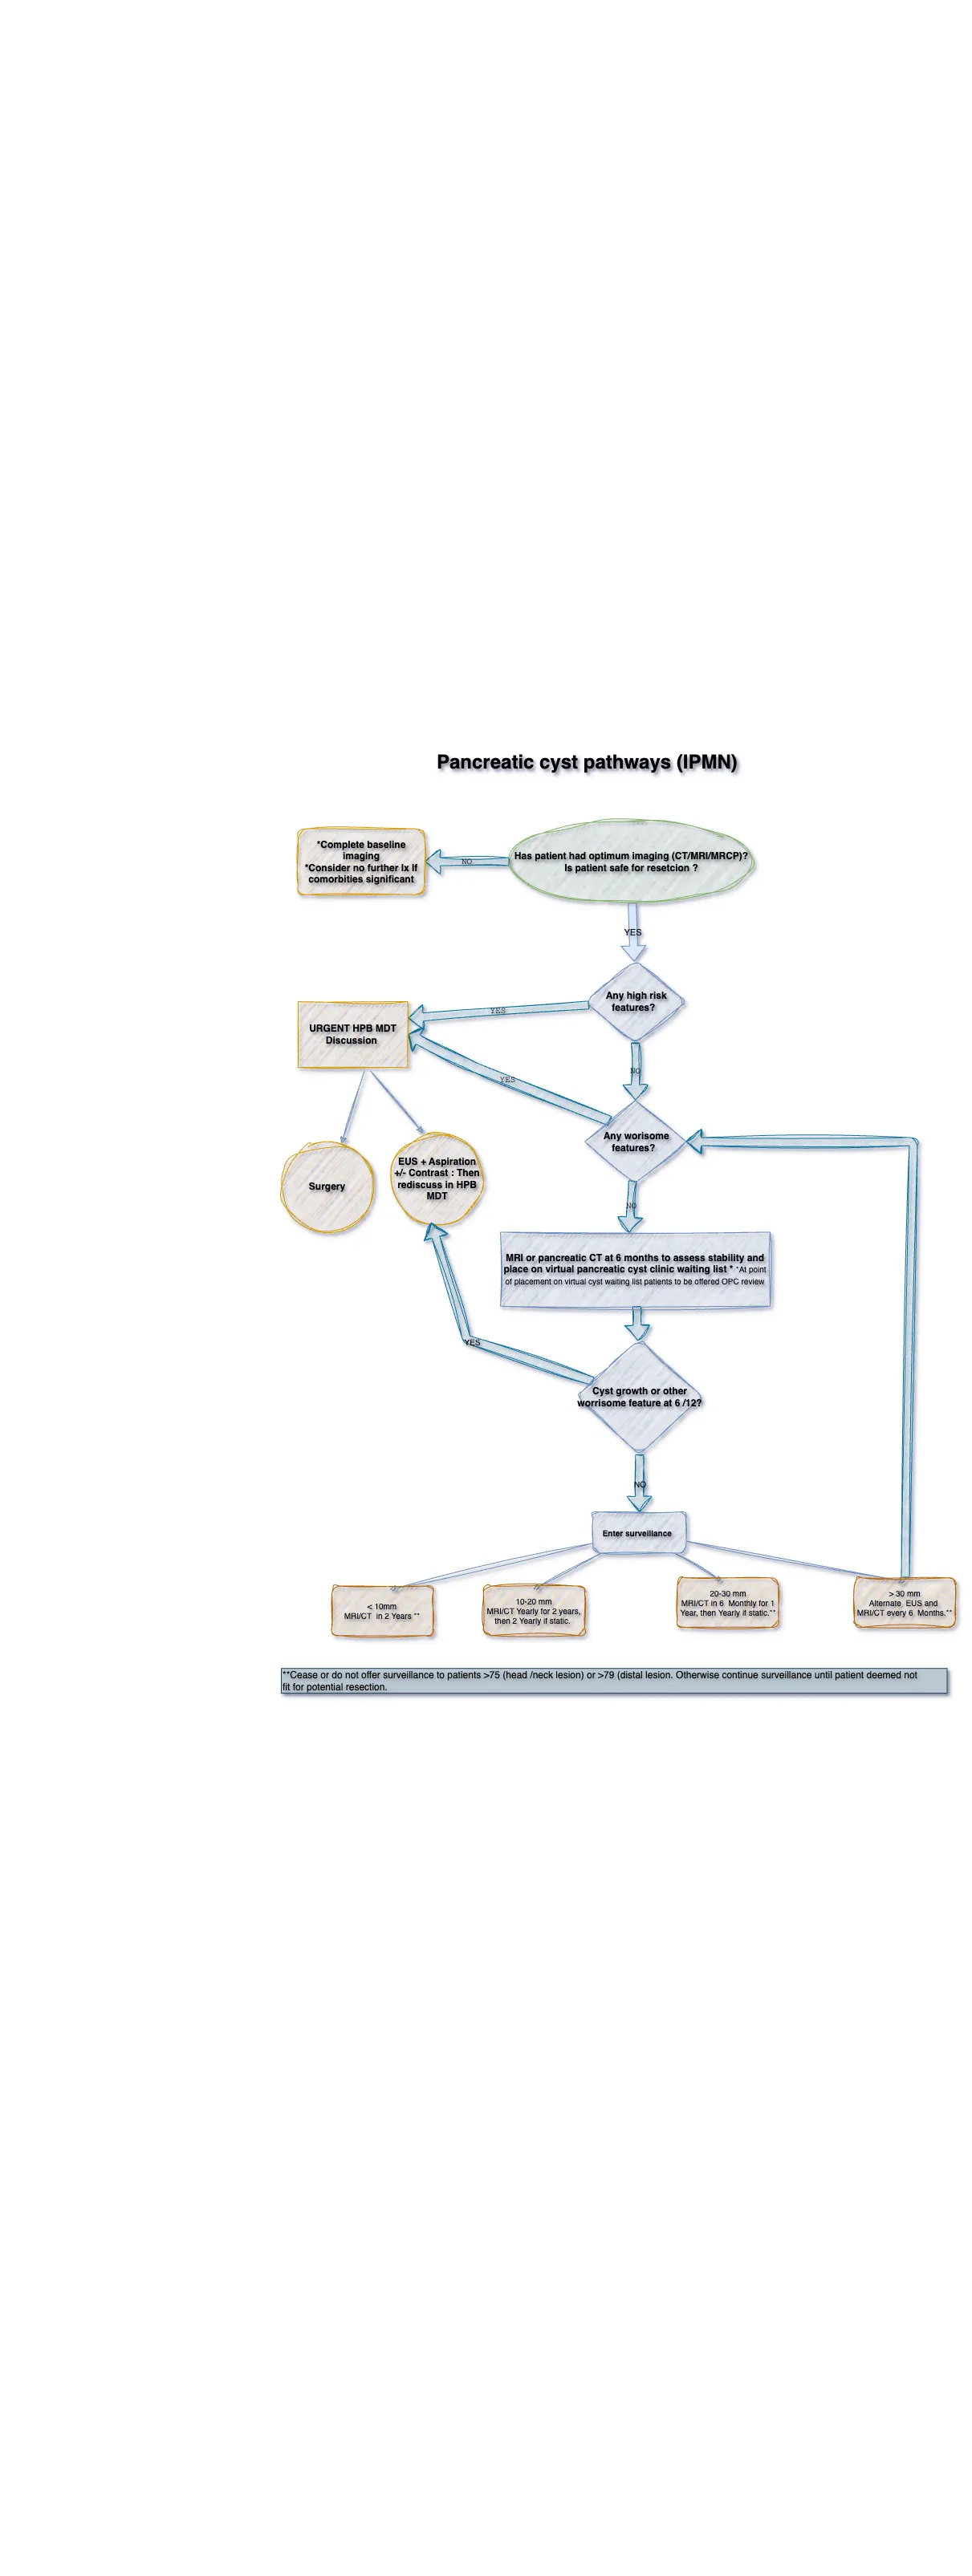 Pancreatic cyst pathways (IPMN)
*Complete baseline
imaging
*Consider no further Ix if
comorbities significant
NO
Has patient had optimum imaging (CT/MRI/MRCP)?
Is patient safe for resetcion ?
YES
Any high risk
features?
YES
URGENT HPB MDT
Discussion
NO
YES
Any worisome
features?
Surgery
EUS + Aspiration
+/- Contrast : Then
rediscuss in HPB
MDT
NO
MRI or pancreatic CT at 6 months to assess stability and
place on virtual pancreatic cyst clinic waiting list * *At point
of placement on virtual cyst waiting list patients to be offered OPC review
YES
Cyst growth or other
worrisome feature at 6 /12?
NO
Enter surveillance
< 10mm
MRI/CT in 2 Years **
10-20 mm
MRI/CT Yearly for 2 years,
then 2 Yearly if static.
20-30 mm
MRI/CT in 6 Monthly for 1
Year, then Yearly if static.**
> 30 mm
Alternate EUS and
MRI/CT every 6 Months.**
**Cease or do not offer surveillance to patients >75 (head /neck lesion) or >79 (distal lesion. Otherwise continue surveillance until patient deemed not
fit for potential resection.